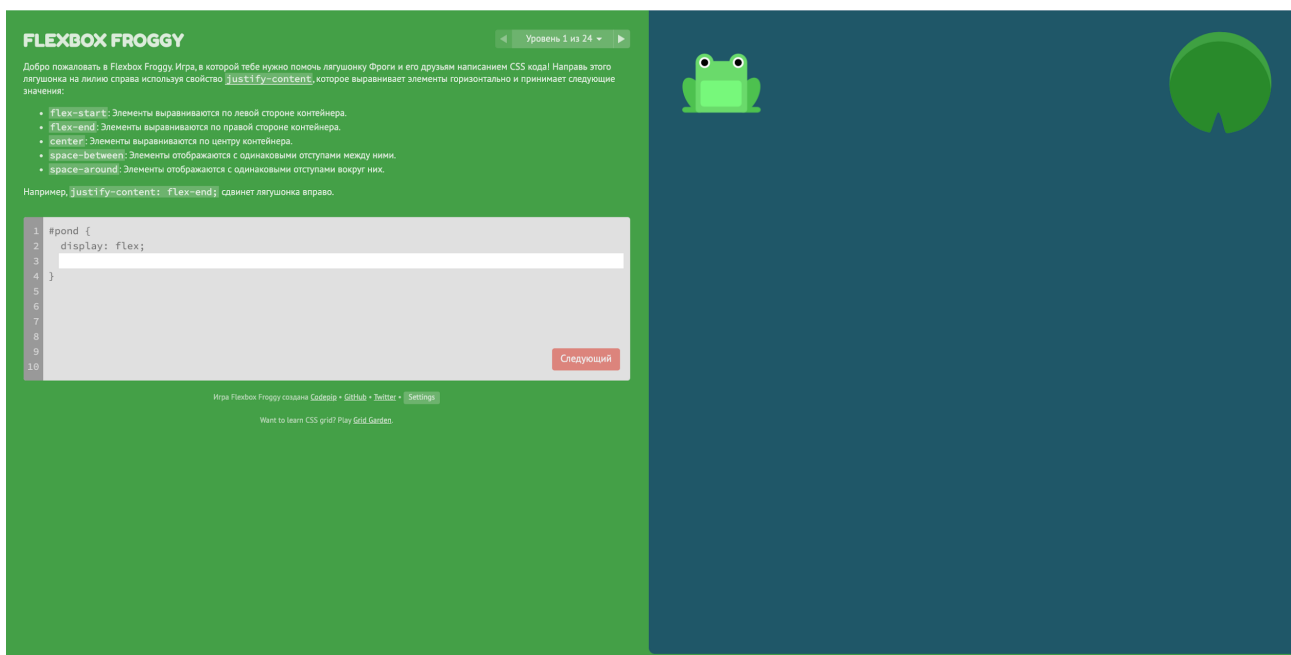 FLEXBOX FROGGY
◀ Уровень 1 из 24 ▾ ▶
Добро пожаловать в Flexbox Froggy. Игра, в которой тебе нужно помочь лягушонку Фроги и его друзьям написанием CSS кода! Направь этого
лягушонка на лилию справа используя свойство justify-content, которое выравнивает элементы горизонтально и принимает следующие
значения:
• flex-start: Элементы выравниваются по левой стороне контейнера.
• flex-end: Элементы выравниваются по правой стороне контейнера.
• center: Элементы выравниваются по центру контейнера.
• space-between: Элементы отображаются с одинаковыми отступами между ними.
• space-around: Элементы отображаются с одинаковыми отступами вокруг них.
Например, justify-content: flex-end; сдвинет лягушонка вправо.
1 #pond {
2 display: flex;
3
4 }
5
6
7
8
9
10
Следующий
Игра Flexbox Froggy создана Codepip • GitHub • Twitter • Settings
Want to learn CSS grid? Play Grid Garden.